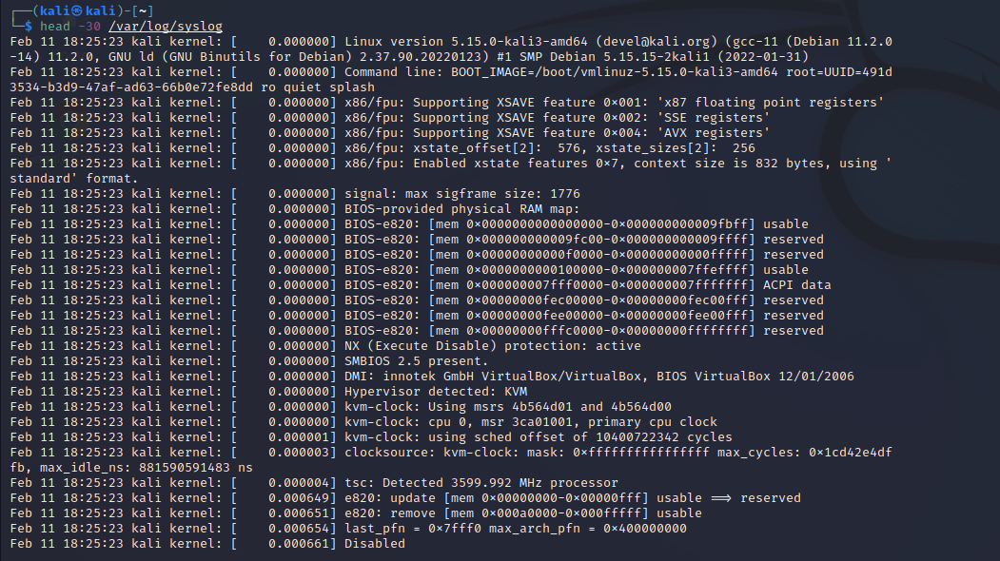 ┌──(kali㉿kali)-[~]
└─$ head -30 /var/log/syslog
Feb 11 18:25:23 kali kernel: [    0.000000] Linux version 5.15.0-kali3-amd64 (devel@kali.org) (gcc-11 (Debian 11.2.0
-14) 11.2.0, GNU ld (GNU Binutils for Debian) 2.37.90.20220123) #1 SMP Debian 5.15.15-2kali1 (2022-01-31)
Feb 11 18:25:23 kali kernel: [    0.000000] Command line: BOOT_IMAGE=/boot/vmlinuz-5.15.0-kali3-amd64 root=UUID=491d
3534-b3d9-47af-ad63-66b0e72fe8dd ro quiet splash
Feb 11 18:25:23 kali kernel: [    0.000000] x86/fpu: Supporting XSAVE feature 0x001: 'x87 floating point registers'
Feb 11 18:25:23 kali kernel: [    0.000000] x86/fpu: Supporting XSAVE feature 0x002: 'SSE registers'
Feb 11 18:25:23 kali kernel: [    0.000000] x86/fpu: Supporting XSAVE feature 0x004: 'AVX registers'
Feb 11 18:25:23 kali kernel: [    0.000000] x86/fpu: xstate_offset[2]:  576, xstate_sizes[2]:  256
Feb 11 18:25:23 kali kernel: [    0.000000] x86/fpu: Enabled xstate features 0x7, context size is 832 bytes, using '
standard' format.
Feb 11 18:25:23 kali kernel: [    0.000000] signal: max sigframe size: 1776
Feb 11 18:25:23 kali kernel: [    0.000000] BIOS-provided physical RAM map:
Feb 11 18:25:23 kali kernel: [    0.000000] BIOS-e820: [mem 0x0000000000000000-0x000000000009fbff] usable
Feb 11 18:25:23 kali kernel: [    0.000000] BIOS-e820: [mem 0x000000000009fc00-0x000000000009ffff] reserved
Feb 11 18:25:23 kali kernel: [    0.000000] BIOS-e820: [mem 0x00000000000f0000-0x00000000000fffff] reserved
Feb 11 18:25:23 kali kernel: [    0.000000] BIOS-e820: [mem 0x0000000000100000-0x000000007ffeffff] usable
Feb 11 18:25:23 kali kernel: [    0.000000] BIOS-e820: [mem 0x000000007fff0000-0x000000007fffffff] ACPI data
Feb 11 18:25:23 kali kernel: [    0.000000] BIOS-e820: [mem 0x00000000fec00000-0x00000000fec00fff] reserved
Feb 11 18:25:23 kali kernel: [    0.000000] BIOS-e820: [mem 0x00000000fee00000-0x00000000fee00fff] reserved
Feb 11 18:25:23 kali kernel: [    0.000000] BIOS-e820: [mem 0x00000000fffc0000-0x00000000ffffffff] reserved
Feb 11 18:25:23 kali kernel: [    0.000000] NX (Execute Disable) protection: active
Feb 11 18:25:23 kali kernel: [    0.000000] SMBIOS 2.5 present.
Feb 11 18:25:23 kali kernel: [    0.000000] DMI: innotek GmbH VirtualBox/VirtualBox, BIOS VirtualBox 12/01/2006
Feb 11 18:25:23 kali kernel: [    0.000000] Hypervisor detected: KVM
Feb 11 18:25:23 kali kernel: [    0.000000] kvm-clock: Using msrs 4b564d01 and 4b564d00
Feb 11 18:25:23 kali kernel: [    0.000000] kvm-clock: cpu 0, msr 3ca01001, primary cpu clock
Feb 11 18:25:23 kali kernel: [    0.000001] kvm-clock: using sched offset of 10400722342 cycles
Feb 11 18:25:23 kali kernel: [    0.000003] clocksource: kvm-clock: mask: 0xffffffffffffffff max_cycles: 0x1cd42e4df
fb, max_idle_ns: 881590591483 ns
Feb 11 18:25:23 kali kernel: [    0.000004] tsc: Detected 3599.992 MHz processor
Feb 11 18:25:23 kali kernel: [    0.000649] e820: update [mem 0x00000000-0x00000fff] usable ==> reserved
Feb 11 18:25:23 kali kernel: [    0.000651] e820: remove [mem 0x000a0000-0x000fffff] usable
Feb 11 18:25:23 kali kernel: [    0.000654] last_pfn = 0x7fff0 max_arch_pfn = 0x400000000
Feb 11 18:25:23 kali kernel: [    0.000661] Disabled